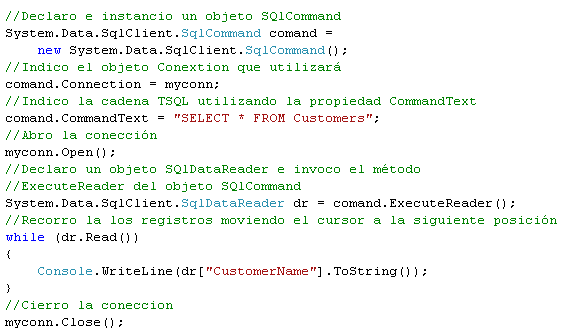 //Declaro e instancio un objeto SQlCommand
System.Data.SqlClient.SqlCommand comand =
    new System.Data.SqlClient.SqlCommand();
//Indico el objeto Conextion que utilizará
comand.Connection = myconn;
//Indico la cadena TSQL utilizando la propiedad CommandText
comand.CommandText = "SELECT * FROM Customers";
//Abro la conección
myconn.Open();
//Declaro un objeto SQlDataReader e invoco el método
//ExecuteReader del objeto SQlCommand
System.Data.SqlClient.SqlDataReader dr = comand.ExecuteReader();
//Recorro la los registros moviendo el cursor a la siguiente posición
while (dr.Read())
{
    Console.WriteLine(dr["CustomerName"].ToString());
}
//Cierro la coneccion
myconn.Close();